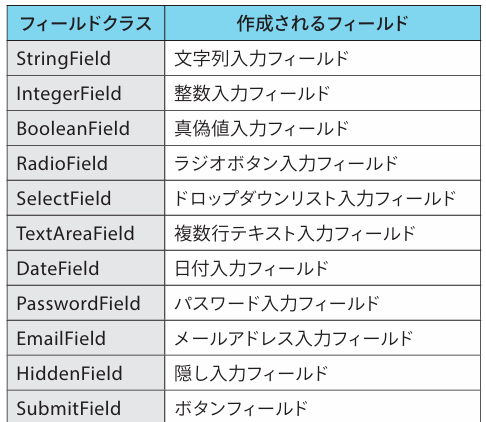 フィールドクラス 作成されるフィールド
StringField 文字列入力フィールド
IntegerField 整数入力フィールド
BooleanField 真偽値入力フィールド
RadioField ラジオボタン入力フィールド
SelectField ドロップダウンリスト入力フィールド
TextAreaField 複数行テキスト入力フィールド
DateField 日付入力フィールド
PasswordField パスワード入力フィールド
EmailField メールアドレス入力フィールド
HiddenField 隠し入力フィールド
SubmitField ボタンフィールド